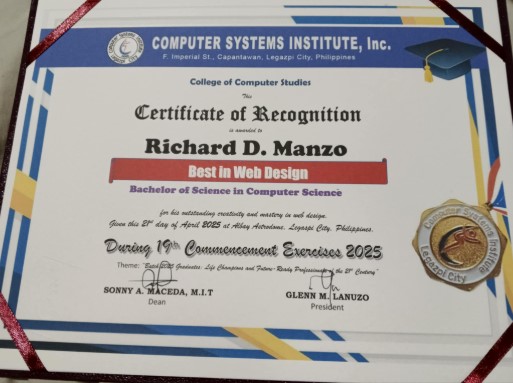 COMPUTER SYSTEMS INSTITUTE, Inc.
F. Imperial St., Capantawan, Legazpi City, Philippines
College of Computer Studies
This
Certificate of Recognition
is awarded to
Richard D. Manzo
Best in Web Design
Bachelor of Science in Computer Science
for his outstanding creativity and mastery in web design.
Given this 21st day of April 2025 at Albay Astrodome, Legazpi City, Philippines.
During 19th Commencement Exercises 2025
Theme: "Batch 2025 Graduates: Life Champions and Future-Ready Professionals of the 21st Century"
SONNY A. MACEDA, M.I.T
Dean
GLENN M. LANUZO
President
Computer Systems Institute
Legazpi City